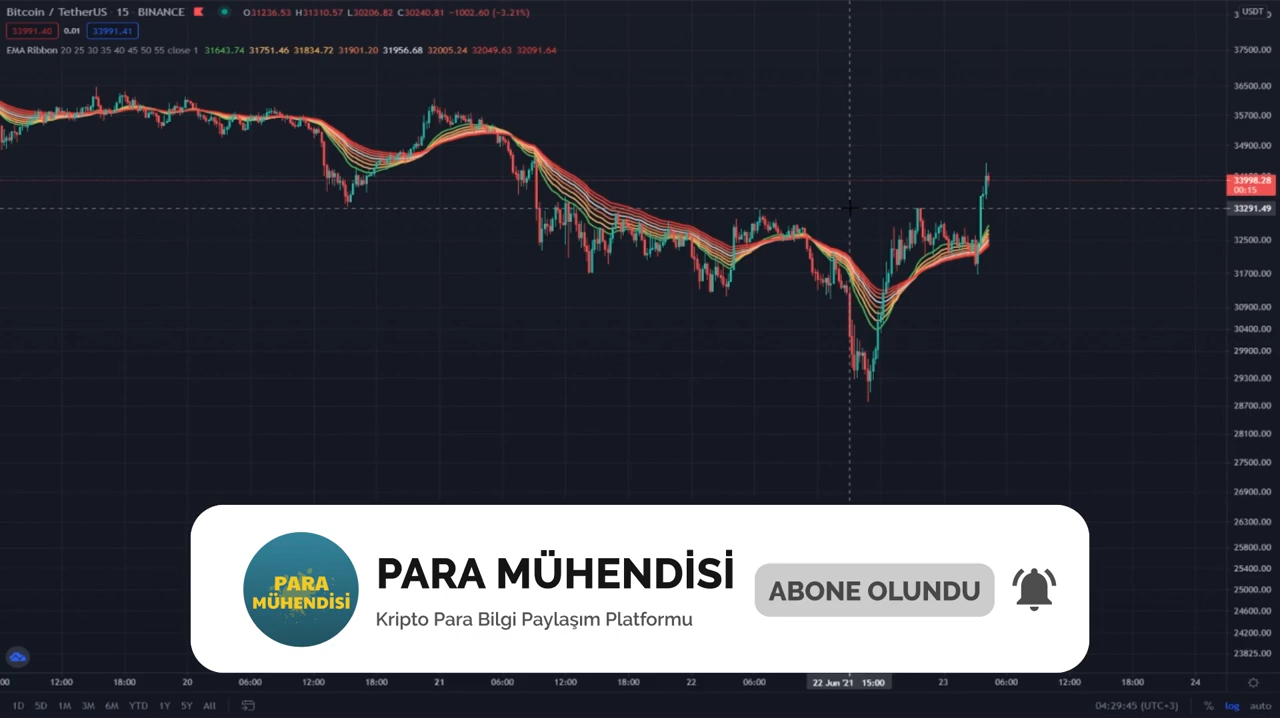 Bitcoin / TetherUS · 15 · BINANCE O31236.53 H31310.57 L30206.82 C30240.81 −1002.60 (−3.21%)
33991.40 0.01 33991.41
EMA Ribbon 20 25 30 35 40 45 50 55 close 1 31643.74 31751.46 31834.72 31901.20 31956.68 32005.24 32049.63 32091.64
USDT
37500.00
36500.00
35700.00
34900.00
33998.28
00:15
33291.49
32500.00
31700.00
30900.00
30400.00
29900.00
29300.00
28700.00
28100.00
27500.00
26900.00
26300.00
25800.00
25400.00
25000.00
24600.00
24200.00
23825.00
PARA
MÜHENDİSİ
PARA MÜHENDİSİ
Kripto Para Bilgi Paylaşım Platformu
ABONE OLUNDU
:00 12:00 18:00 20 06:00 12:00 18:00 21 06:00 12:00 18:00 22 06:00 22 Jun '21 15:00 23 06:00 12:00 18:00 24
1D 5D 1M 3M 6M YTD 1Y 5Y All 04:29:45 (UTC+3) % log auto